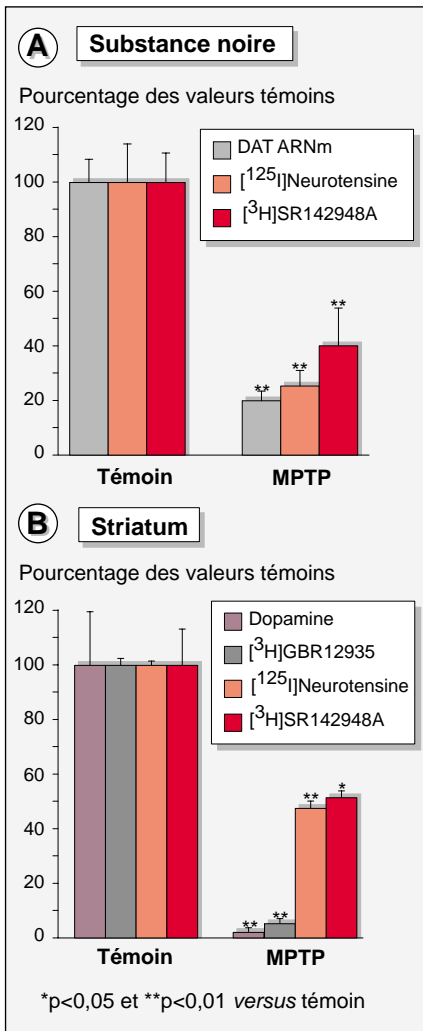 A Substance noire
Pourcentage des valeurs témoins
120
100
80
60
40
20
0
DAT ARNm
[¹²⁵I]Neurotensine
[³H]SR142948A
** ** **
Témoin MPTP
B Striatum
Pourcentage des valeurs témoins
120
100
80
60
40
20
0
Dopamine
[³H]GBR12935
[¹²⁵I]Neurotensine
[³H]SR142948A
** ** ** *
Témoin MPTP
*p<0,05 et **p<0,01 versus témoin